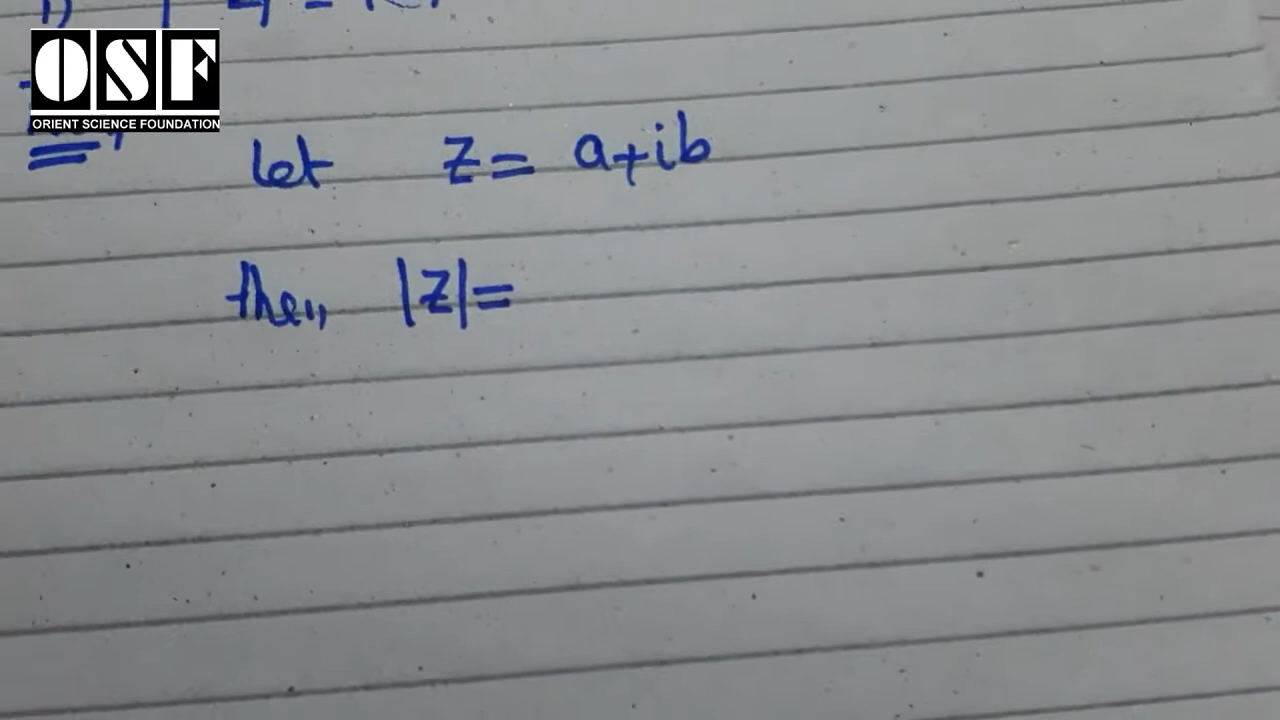 OSF
ORIENT SCIENCE FOUNDATION
let z = a+ib
then, |z|=